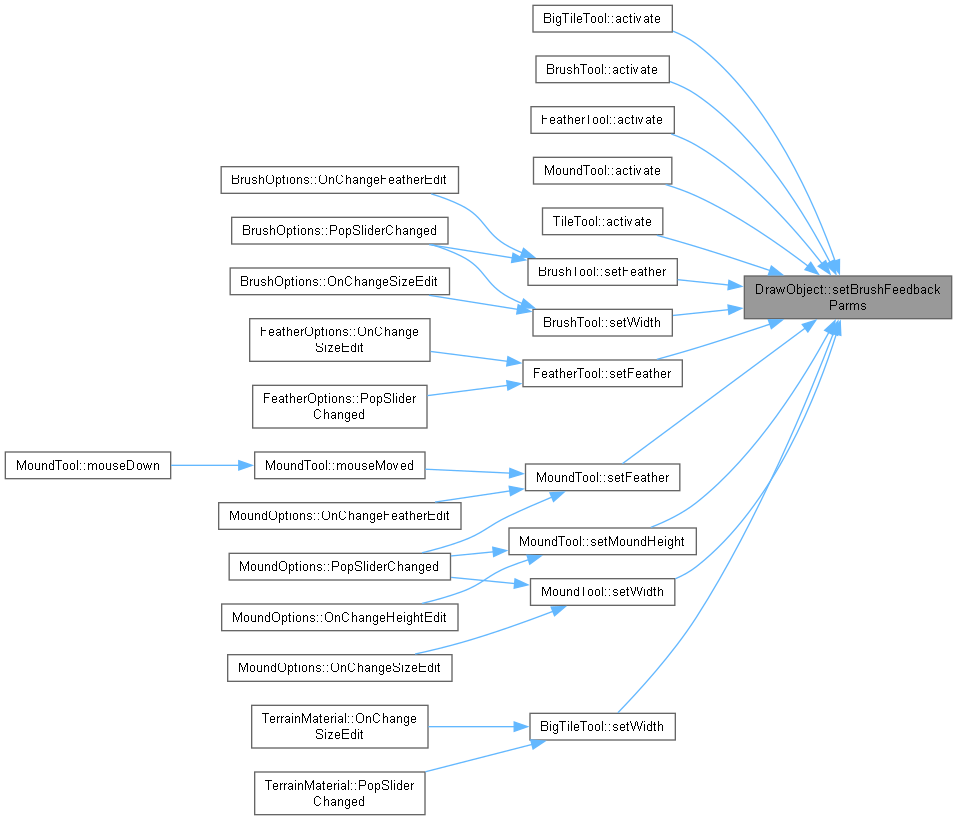 BigTileTool::activate
BrushTool::activate
FeatherTool::activate
MoundTool::activate
BrushOptions::OnChangeFeatherEdit
TileTool::activate
BrushOptions::PopSliderChanged
BrushTool::setFeather
BrushOptions::OnChangeSizeEdit
DrawObject::setBrushFeedback
Parms
BrushTool::setWidth
FeatherOptions::OnChange
SizeEdit
FeatherTool::setFeather
FeatherOptions::PopSlider
Changed
MoundTool::mouseDown
MoundTool::mouseMoved
MoundTool::setFeather
MoundOptions::OnChangeFeatherEdit
MoundTool::setMoundHeight
MoundOptions::PopSliderChanged
MoundTool::setWidth
MoundOptions::OnChangeHeightEdit
MoundOptions::OnChangeSizeEdit
TerrainMaterial::OnChange
SizeEdit
BigTileTool::setWidth
TerrainMaterial::PopSlider
Changed